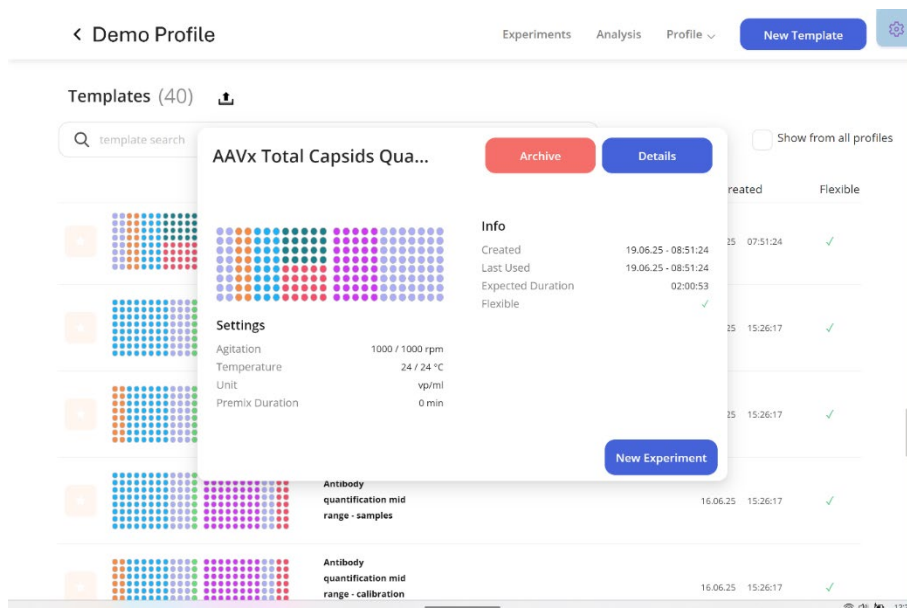 Demo Profile
Experiments
Analysis
Profile
New Template
Templates (40)
template search
Show from all profiles
AAVx Total Capsids Qua...
Archive
Details
reated
Flexible
Info
Created 19.06.25 - 08:51:24
Last Used 19.06.25 - 08:51:24
Expected Duration 02:00:53
Flexible
Settings
Agitation 1000 / 1000 rpm
Temperature 24 / 24 °C
Unit vp/ml
Premix Duration 0 min
New Experiment
25 07:51:24
25 15:26:17
25 15:26:17
Antibody
quantification mid
range - samples
16.06.25 15:26:17
Antibody
quantification mid
range - calibration
16.06.25 15:26:17